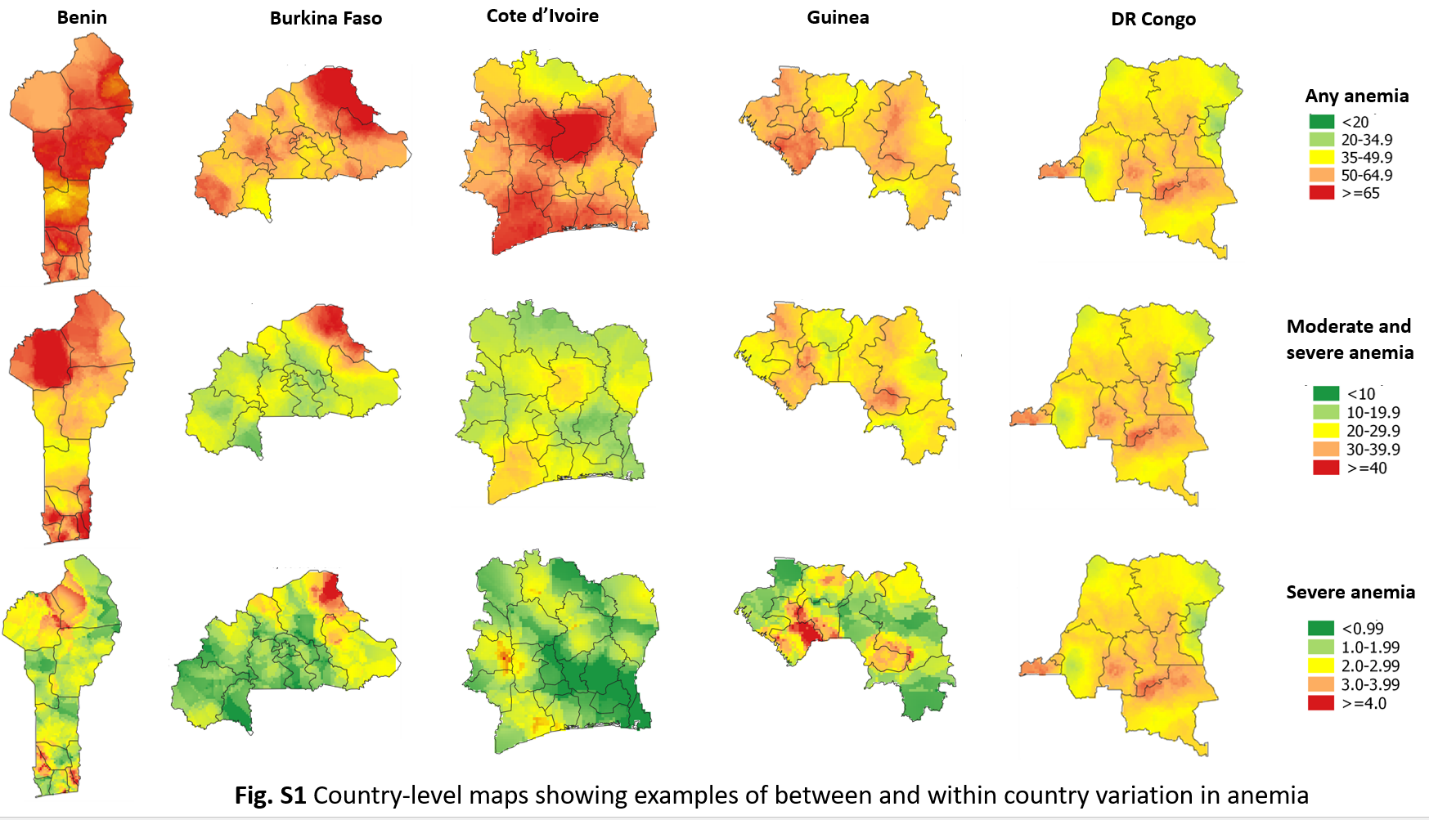 Benin
Burkina Faso
Cote d’Ivoire
Guinea
DR Congo
Any anemia
<20
20-34.9
35-49.9
50-64.9
>=65
Moderate and
severe anemia
<10
10-19.9
20-29.9
30-39.9
>=40
Severe anemia
<0.99
1.0-1.99
2.0-2.99
3.0-3.99
>=4.0
Fig. S1 Country-level maps showing examples of between and within country variation in anemia